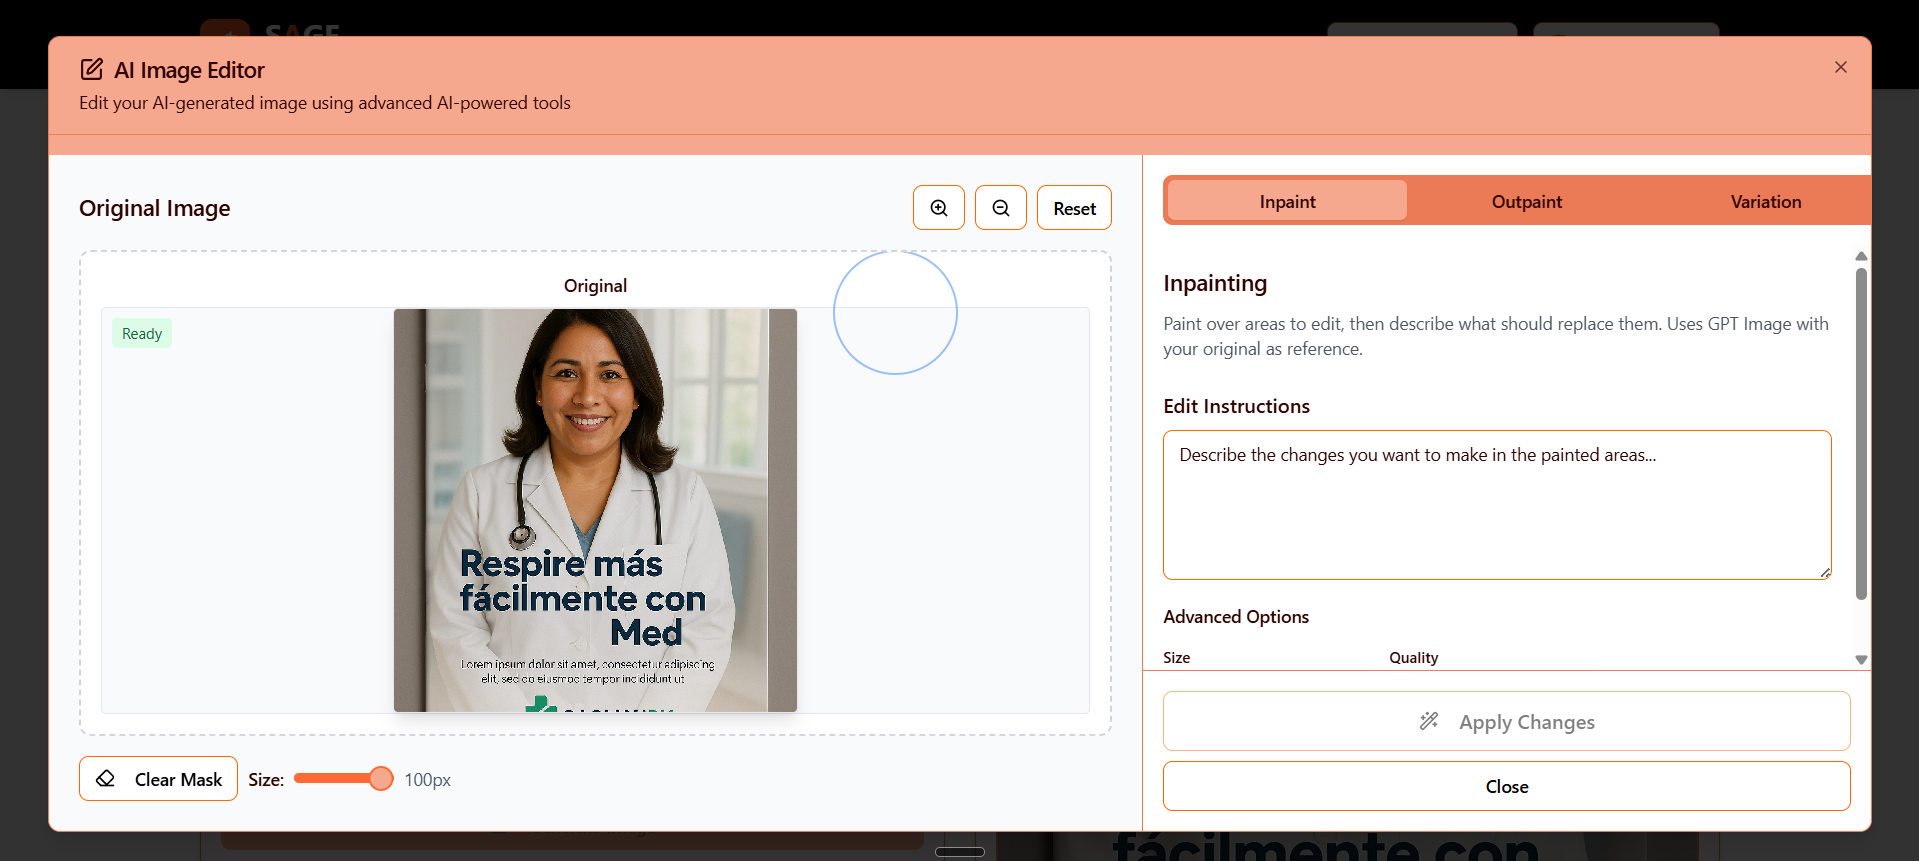 SAGE
AI Image Editor
Edit your AI-generated image using advanced AI-powered tools
Original Image
Reset
Inpaint
Outpaint
Variation
Original
Ready
Respire más
fácilmente con
Med
Lorem ipsum dolor sit amet, consectetur adipiscing
elit, sed do eiusmod tempor incididunt ut
Inpainting
Paint over areas to edit, then describe what should replace them. Uses GPT Image with
your original as reference.
Edit Instructions
Describe the changes you want to make in the painted areas...
Advanced Options
Size
Quality
Apply Changes
Close
Clear Mask
Size:
100px
fácilmente con